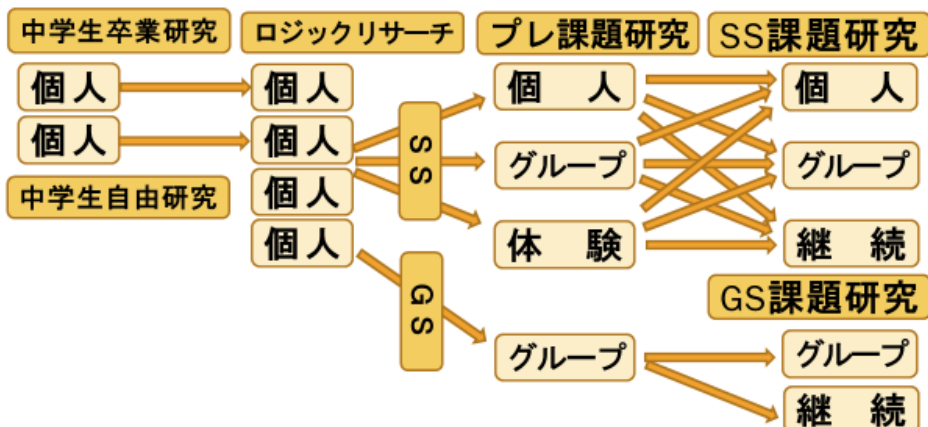 中学生卒業研究
個人
個人
中学生自由研究
ロジックリサーチ
個人
個人
個人
個人
SS
GS
プレ課題研究
個　人
グループ
体　験
グループ
SS課題研究
個　人
グループ
継　続
GS課題研究
グループ
継　続